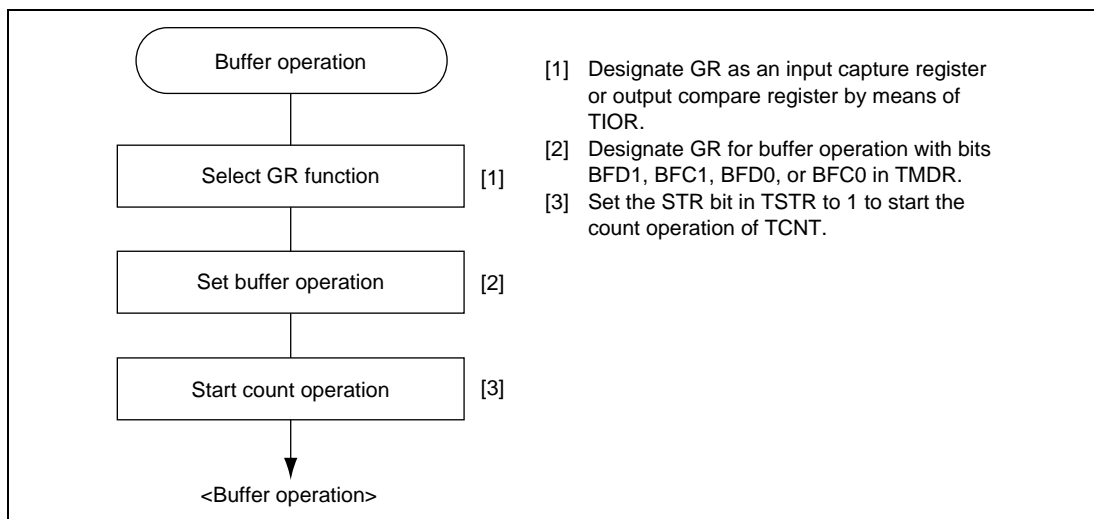 Buffer operation
Select GR function
[1]
Set buffer operation
[2]
Start count operation
[3]
<Buffer operation>
[1] Designate GR as an input capture register
or output compare register by means of
TIOR.
[2] Designate GR for buffer operation with bits
BFD1, BFC1, BFD0, or BFC0 in TMDR.
[3] Set the STR bit in TSTR to 1 to start the
count operation of TCNT.